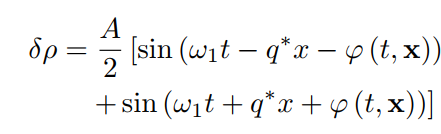 δρ = A/2 [sin (ω₁t − q*x − φ (t, x))
+ sin (ω₁t + q*x + φ (t, x))]